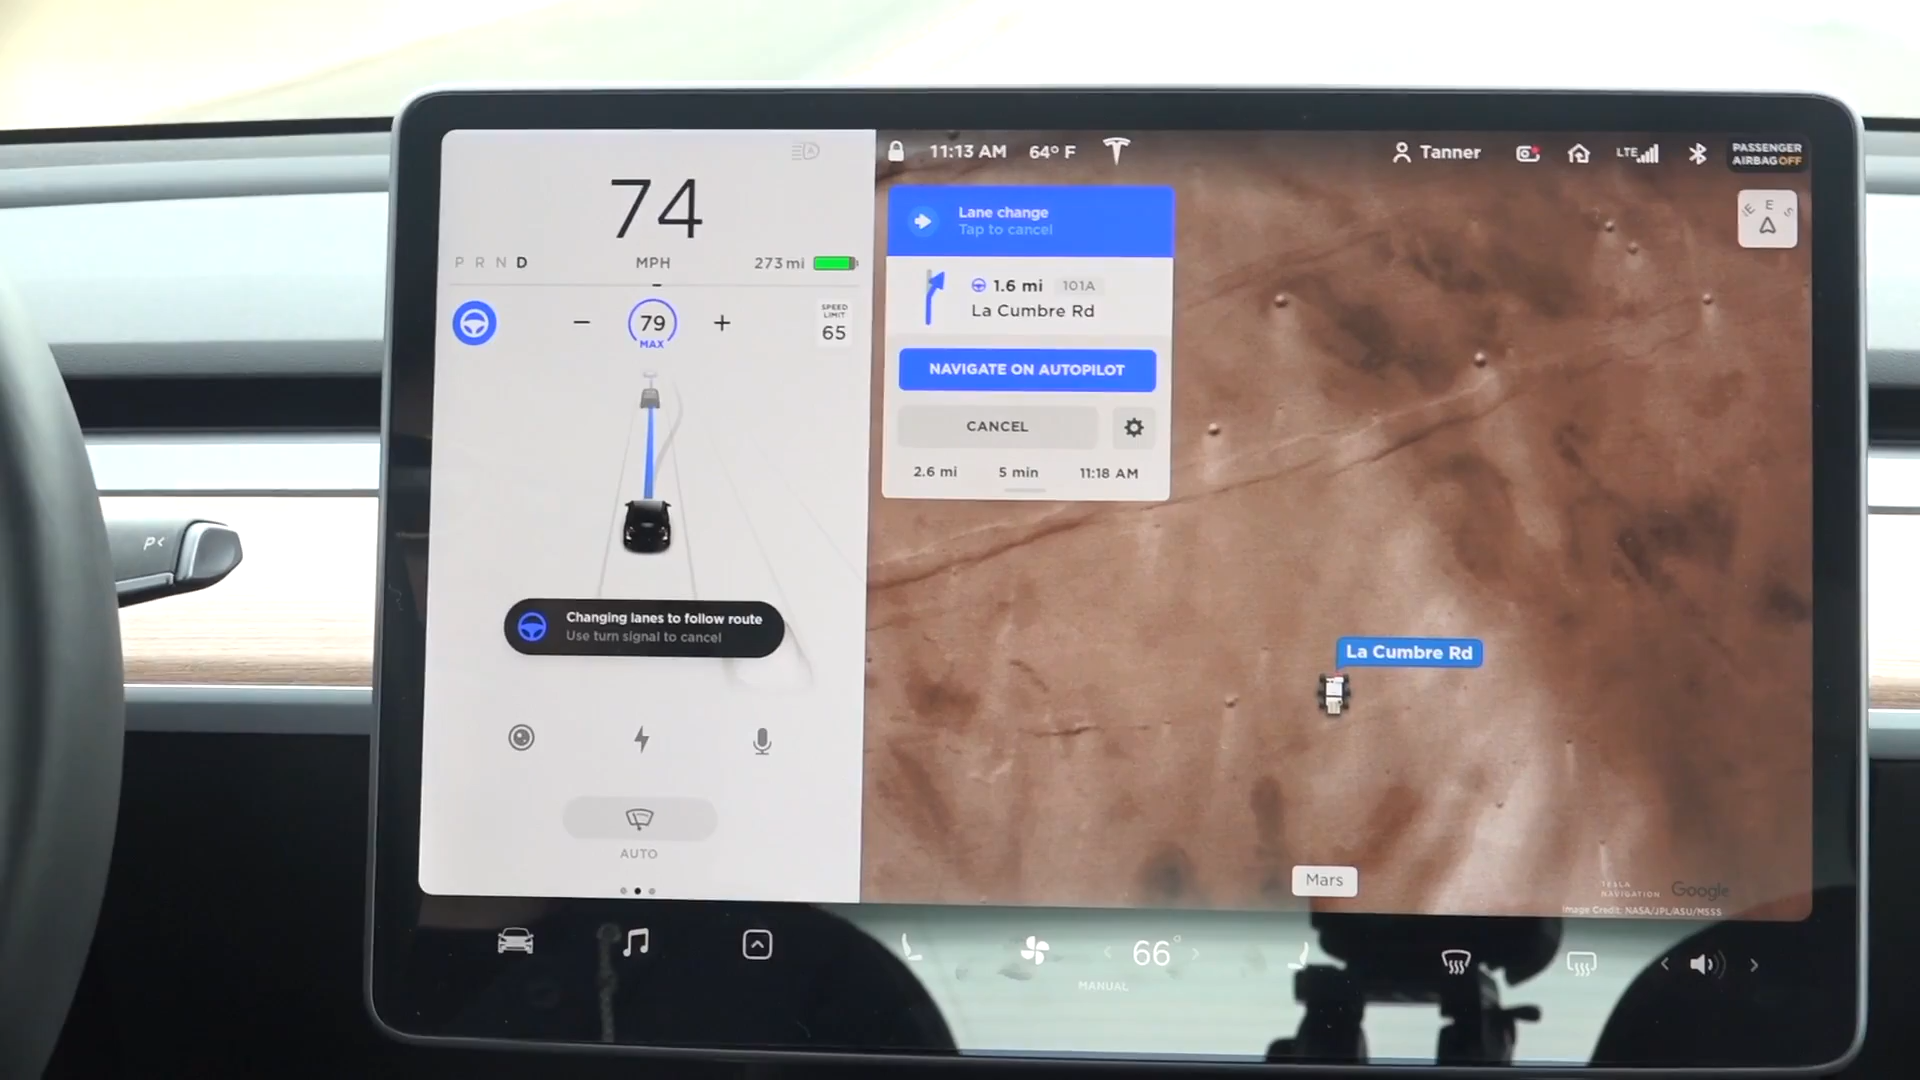 74
P R N D
MPH
273 mi
79
MAX
SPEED
LIMIT
65
Changing lanes to follow route
Use turn signal to cancel
AUTO
11:13 AM
64° F
Tanner
LTE
PASSENGER
AIRBAG OFF
E S
Lane change
Tap to cancel
1.6 mi 101A
La Cumbre Rd
NAVIGATE ON AUTOPILOT
CANCEL
2.6 mi 5 min 11:18 AM
La Cumbre Rd
Mars
TESLA
NAVIGATION
Google
Image Credit: NASA/JPL/ASU/MSSS
66°
MANUAL
P<